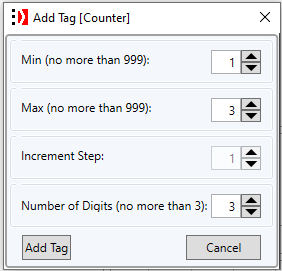 Add Tag [Counter]
Min (no more than 999): 1
Max (no more than 999): 3
Increment Step: 1
Number of Digits (no more than 3): 3
Add Tag Cancel